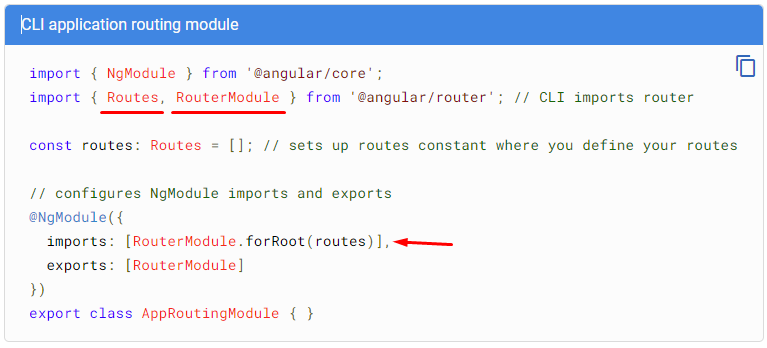 CLI application routing module
import { NgModule } from '@angular/core';
import { Routes, RouterModule } from '@angular/router'; // CLI imports router
const routes: Routes = []; // sets up routes constant where you define your routes
// configures NgModule imports and exports
@NgModule({
  imports: [RouterModule.forRoot(routes)],
  exports: [RouterModule]
})
export class AppRoutingModule { }